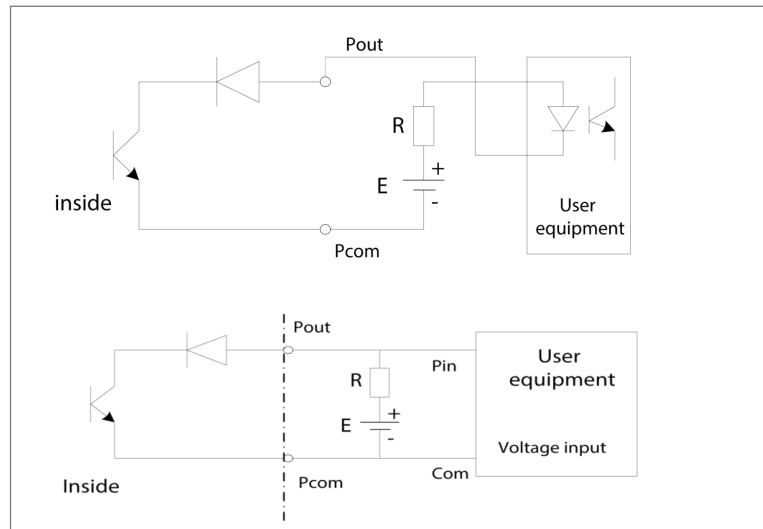 Pout
R
+
E
-
inside
User
equipment
Pcom
Pout
Pin
User
equipment
R
+
E
-
Voltage input
Inside
Pcom
Com